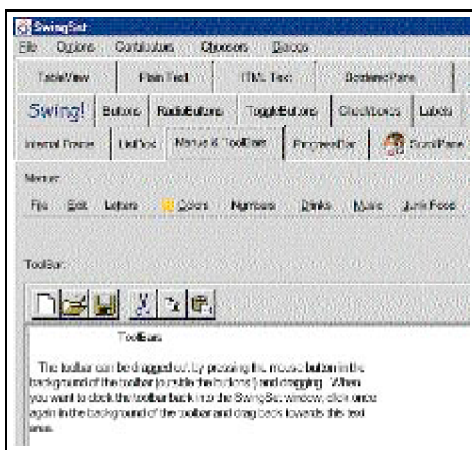 SwingSet
File Options Contributors Choosers Dialogs
TableView Plain Text HTML Text BorderedPane
Swing! Buttons RadioButtons ToggleButtons Checkboxes Labels
Internal Frame ListBox Menus & ToolBars ProgressBar ScrollPane
Menus:
File Edit Letters Colors Numbers Drinks Music Junk Food
ToolBar:
ToolBars
The toolbar can be dragged out by pressing the mouse button in the
background of the toolbar (outside the buttons!) and dragging. When
you want to dock the toolbar back into the SwingSet window, click once
again in the background of the toolbar and drag back towards this text
area.